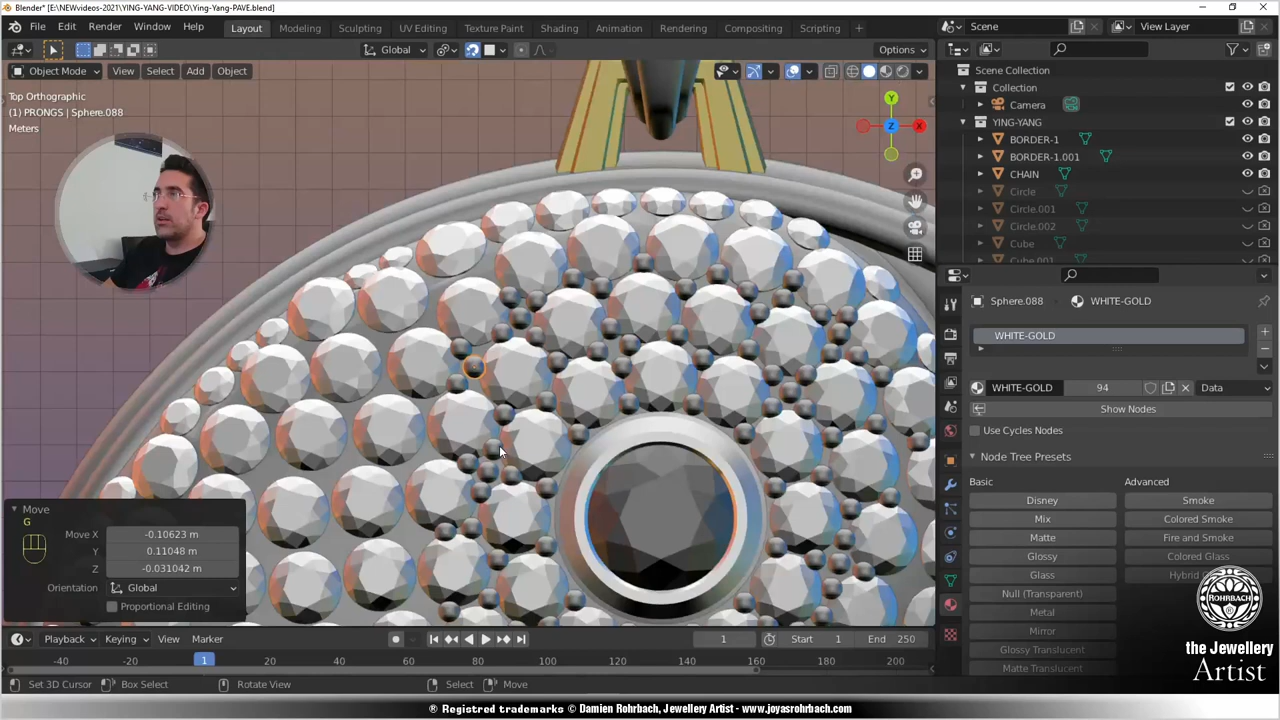 Blender* [E:\NEWvideos-2021\YING-YANG-VIDEO\Ying-Yang-PAVE.blend]
File Edit Render Window Help Layout Modeling Sculpting UV Editing Texture Paint Shading Animation Rendering Compositing Scripting + Scene View Layer
Global Options
Object Mode View Select Add Object
Top Orthographic
(1) PRONGS | Sphere.088
Meters
Y
X
Z
Scene Collection
Collection
Camera
YING-YANG
BORDER-1
BORDER-1.001
CHAIN
Circle
Circle.001
Circle.002
Cube
Cube.001
Sphere.088 WHITE-GOLD
WHITE-GOLD
WHITE-GOLD 94 Data
Show Nodes
Use Cycles Nodes
Node Tree Presets
Basic Advanced
Disney Smoke
Mix Colored Smoke
Matte Fire and Smoke
Glossy Colored Glass
Glass
Null (Transparent)
Metal
Mirror
Glossy Translucent
Matte Translucent
Move
G
Move X -0.10623 m
Y 0.11048 m
Z -0.031042 m
Orientation Global
Proportional Editing
ROHRBACH
the Jewellery
Artist
Playback Keying View Marker 1 Start 1 End 250
-40 -20 1 20 40 60 80 100 120 140 160 180 200
Set 3D Cursor Box Select Rotate View Select Move
® Registered trademarks © Damien Rohrbach, Jewellery Artist - www.joyasrohrbach.com